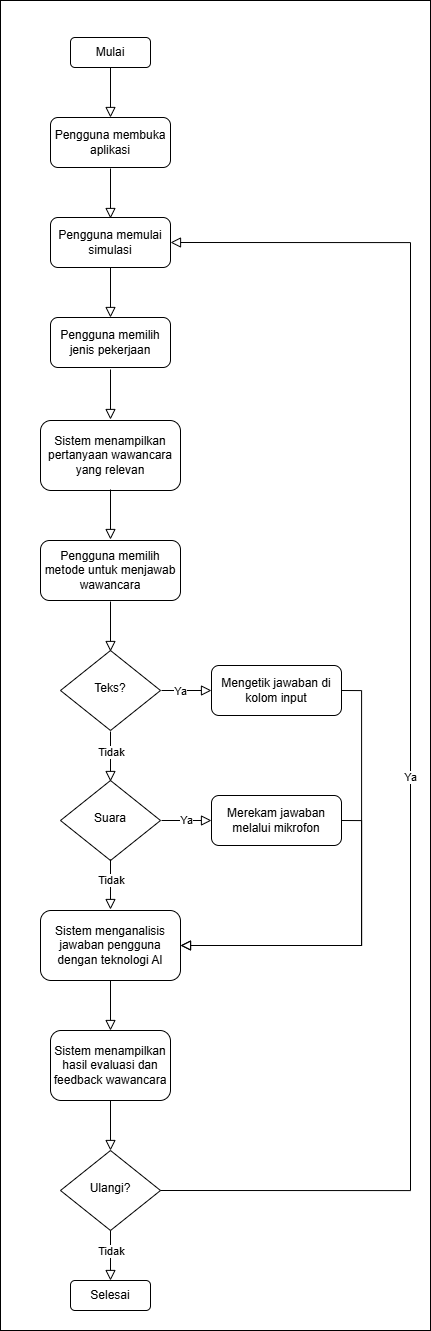 Mulai
Pengguna membuka
aplikasi
Pengguna memulai
simulasi
Pengguna memilih
jenis pekerjaan
Sistem menampilkan
pertanyaan wawancara
yang relevan
Pengguna memilih
metode untuk menjawab
wawancara
Teks?
Ya
Mengetik jawaban di
kolom input
Tidak
Ya
Suara
Ya
Merekam jawaban
melalui mikrofon
Tidak
Sistem menganalisis
jawaban pengguna
dengan teknologi AI
Sistem menampilkan
hasil evaluasi dan
feedback wawancara
Ulangi?
Tidak
Selesai